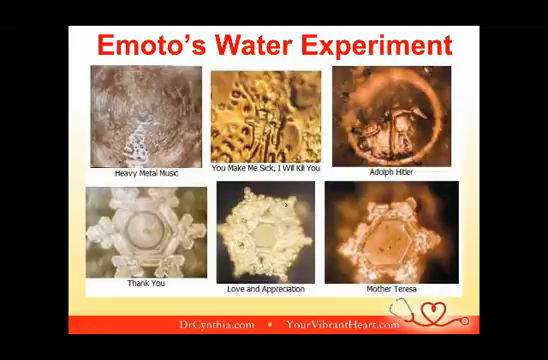 Emoto's Water Experiment
Heavy Metal Music
You Make Me Sick, I Will Kill You
Adolph Hitler
Thank You
Love and Appreciation
Mother Teresa
DrCynthia.com • YourVibrantHeart.com